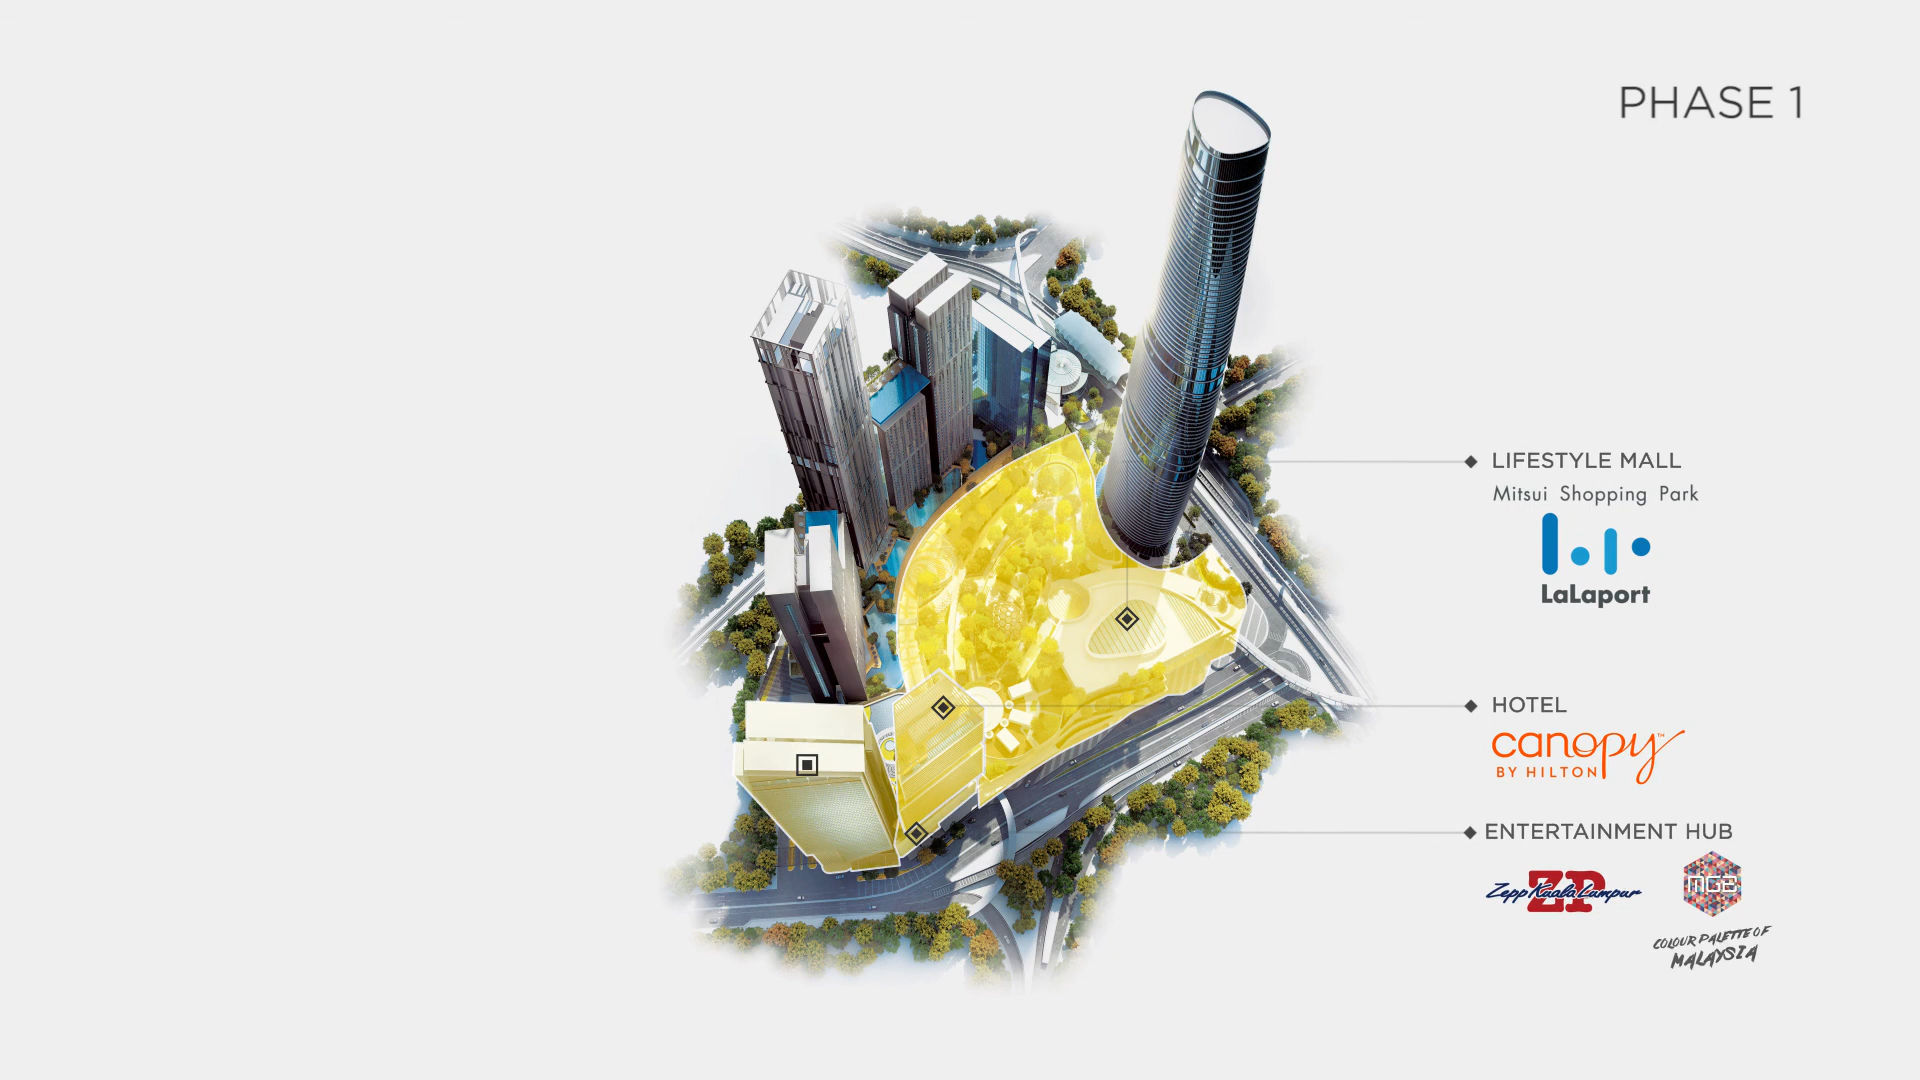 PHASE 1
LIFESTYLE MALL
Mitsui Shopping Park
LaLaport
HOTEL
canopy™
BY HILTON
ENTERTAINMENT HUB
ZP
Zepp Kuala Lumpur
MGB
COLOUR PALETTE OF
MALAYSIA